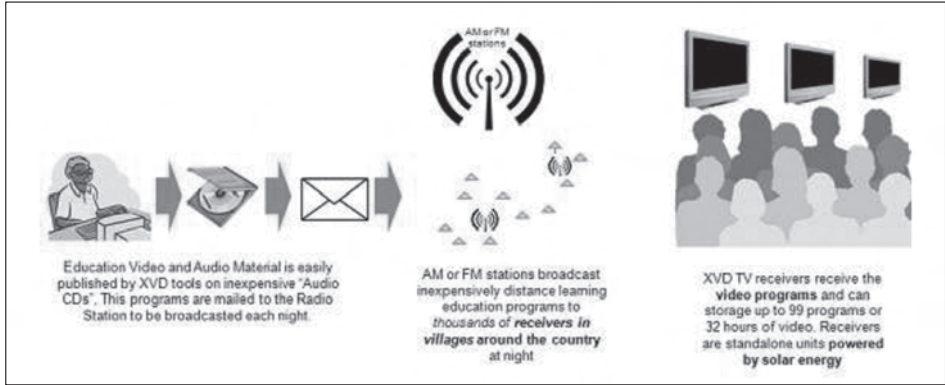 AM or FM
stations
Education Video and Audio Material is easily
published by XVD tools on inexpensive "Audio
CDs". This programs are mailed to the Radio
Station to be broadcasted each night.
AM or FM stations broadcast
inexpensively distance learning
education programs to
thousands of receivers in
villages around the country
at night
XVD TV receivers receive the
video programs and can
storage up to 99 programs or
32 hours of video. Receivers
are standalone units powered
by solar energy